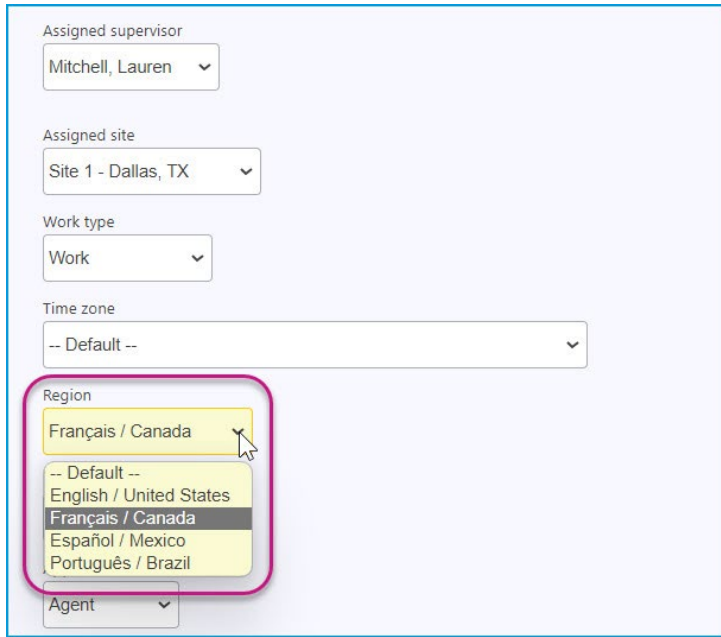 Assigned supervisor
Mitchell, Lauren
Assigned site
Site 1 - Dallas, TX
Work type
Work
Time zone
-- Default --
Region
Français / Canada
-- Default --
English / United States
Français / Canada
Español / Mexico
Português / Brazil
Agent